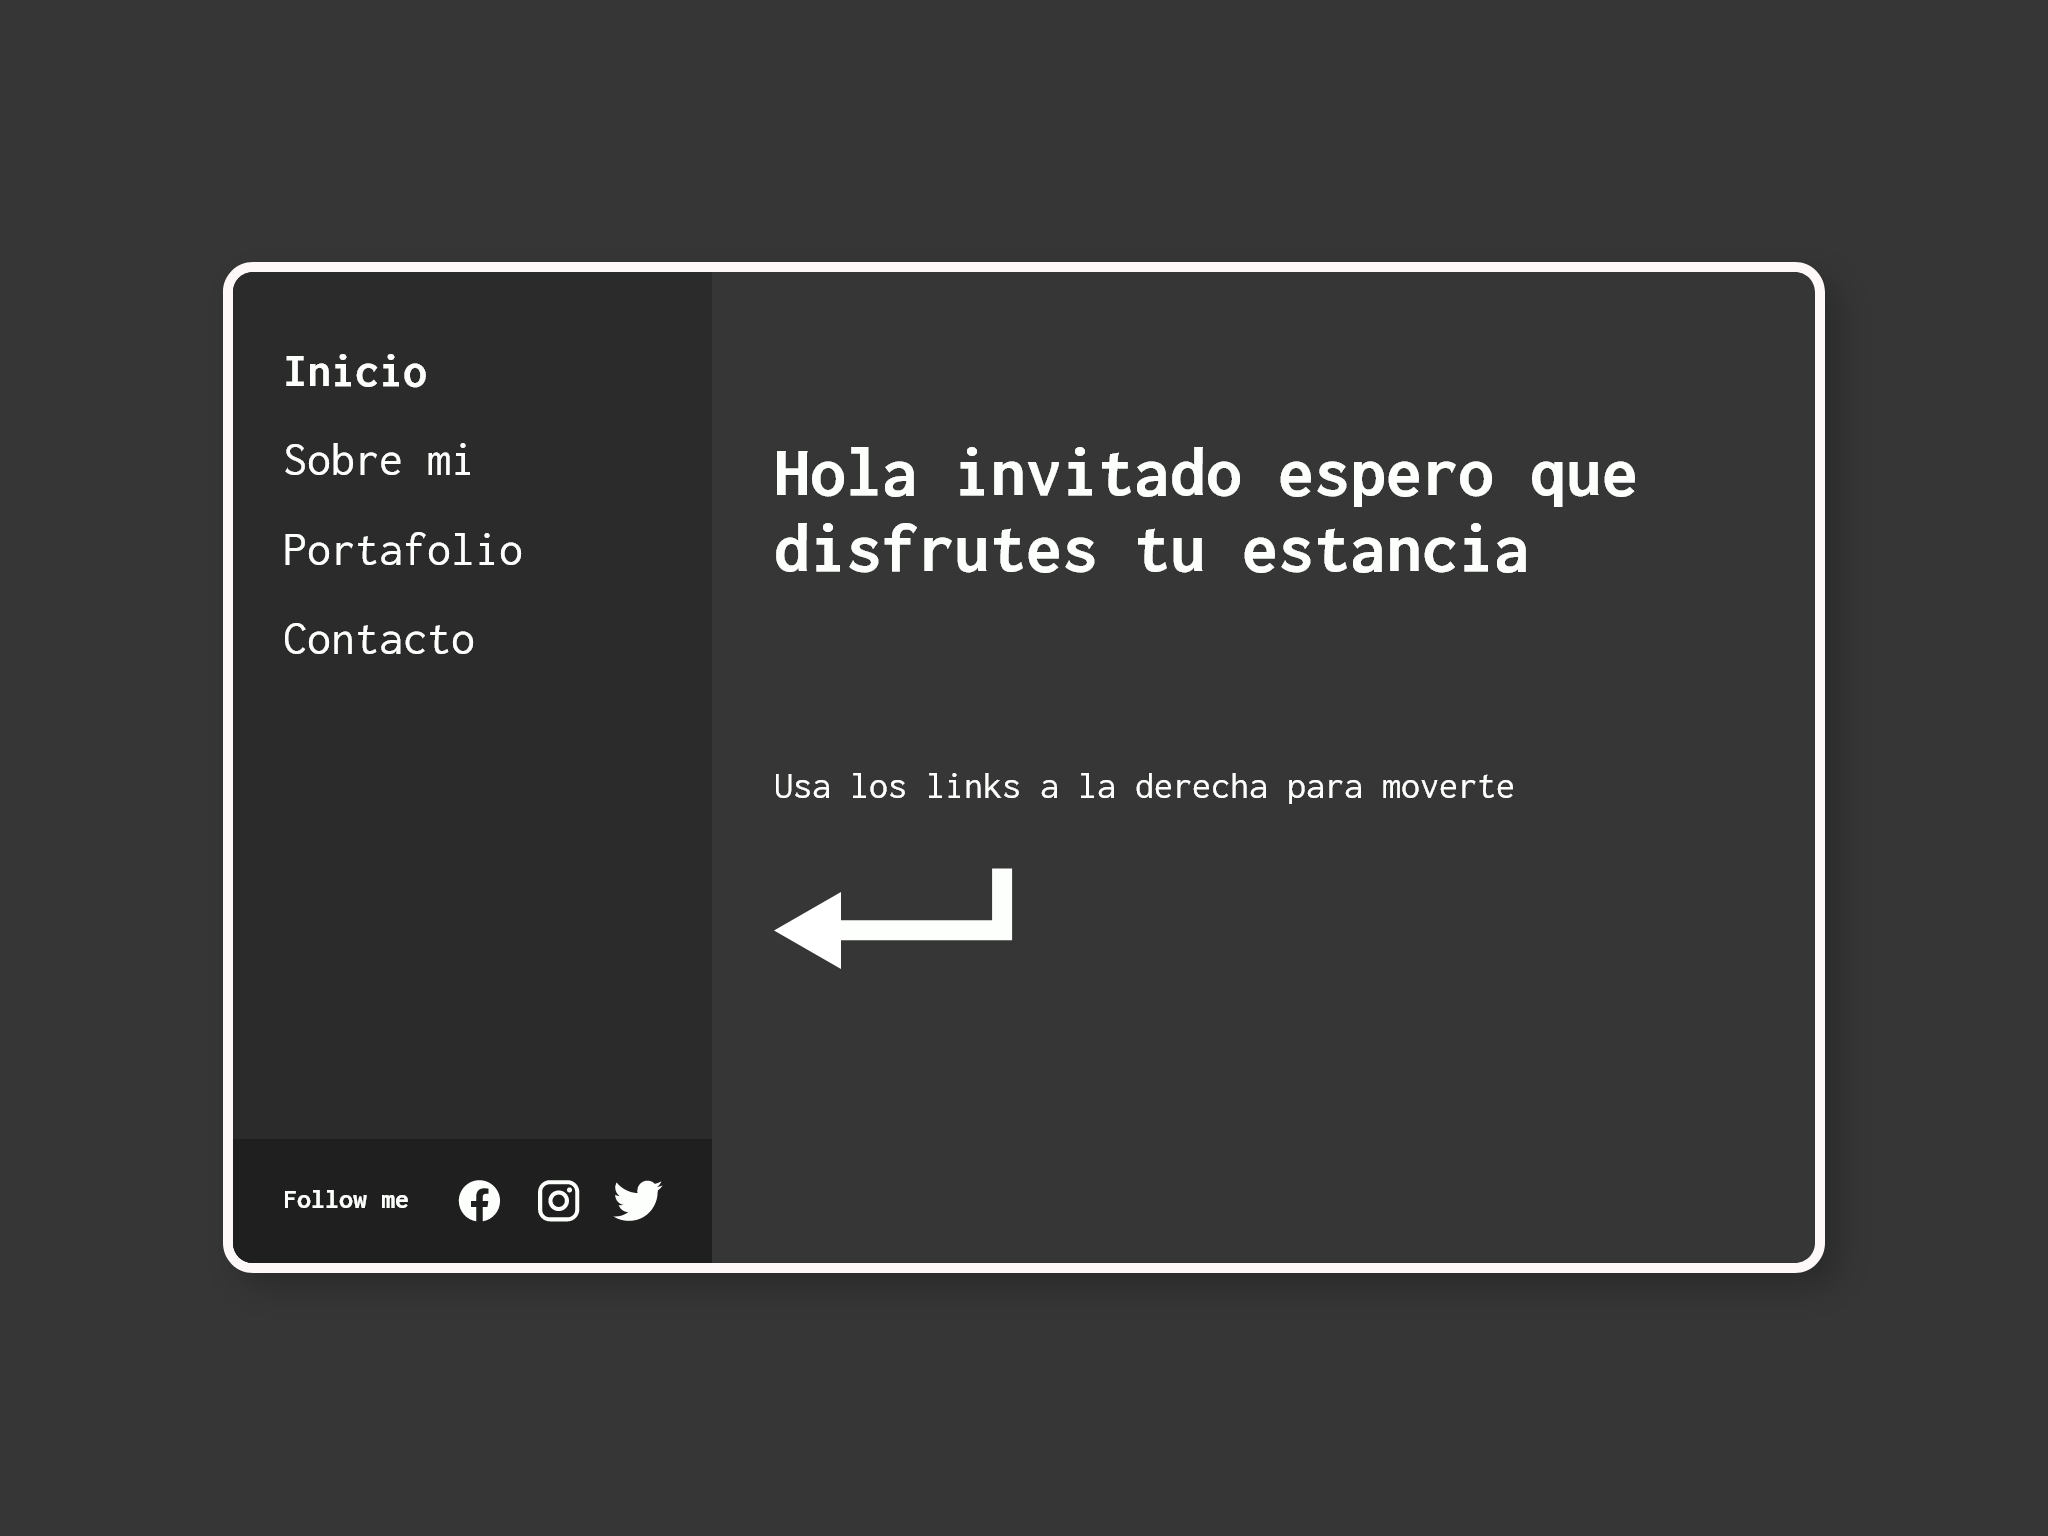 Inicio
Sobre mi
Portafolio
Contacto
Follow me
Hola invitado espero que
disfrutes tu estancia
Usa los links a la derecha para moverte